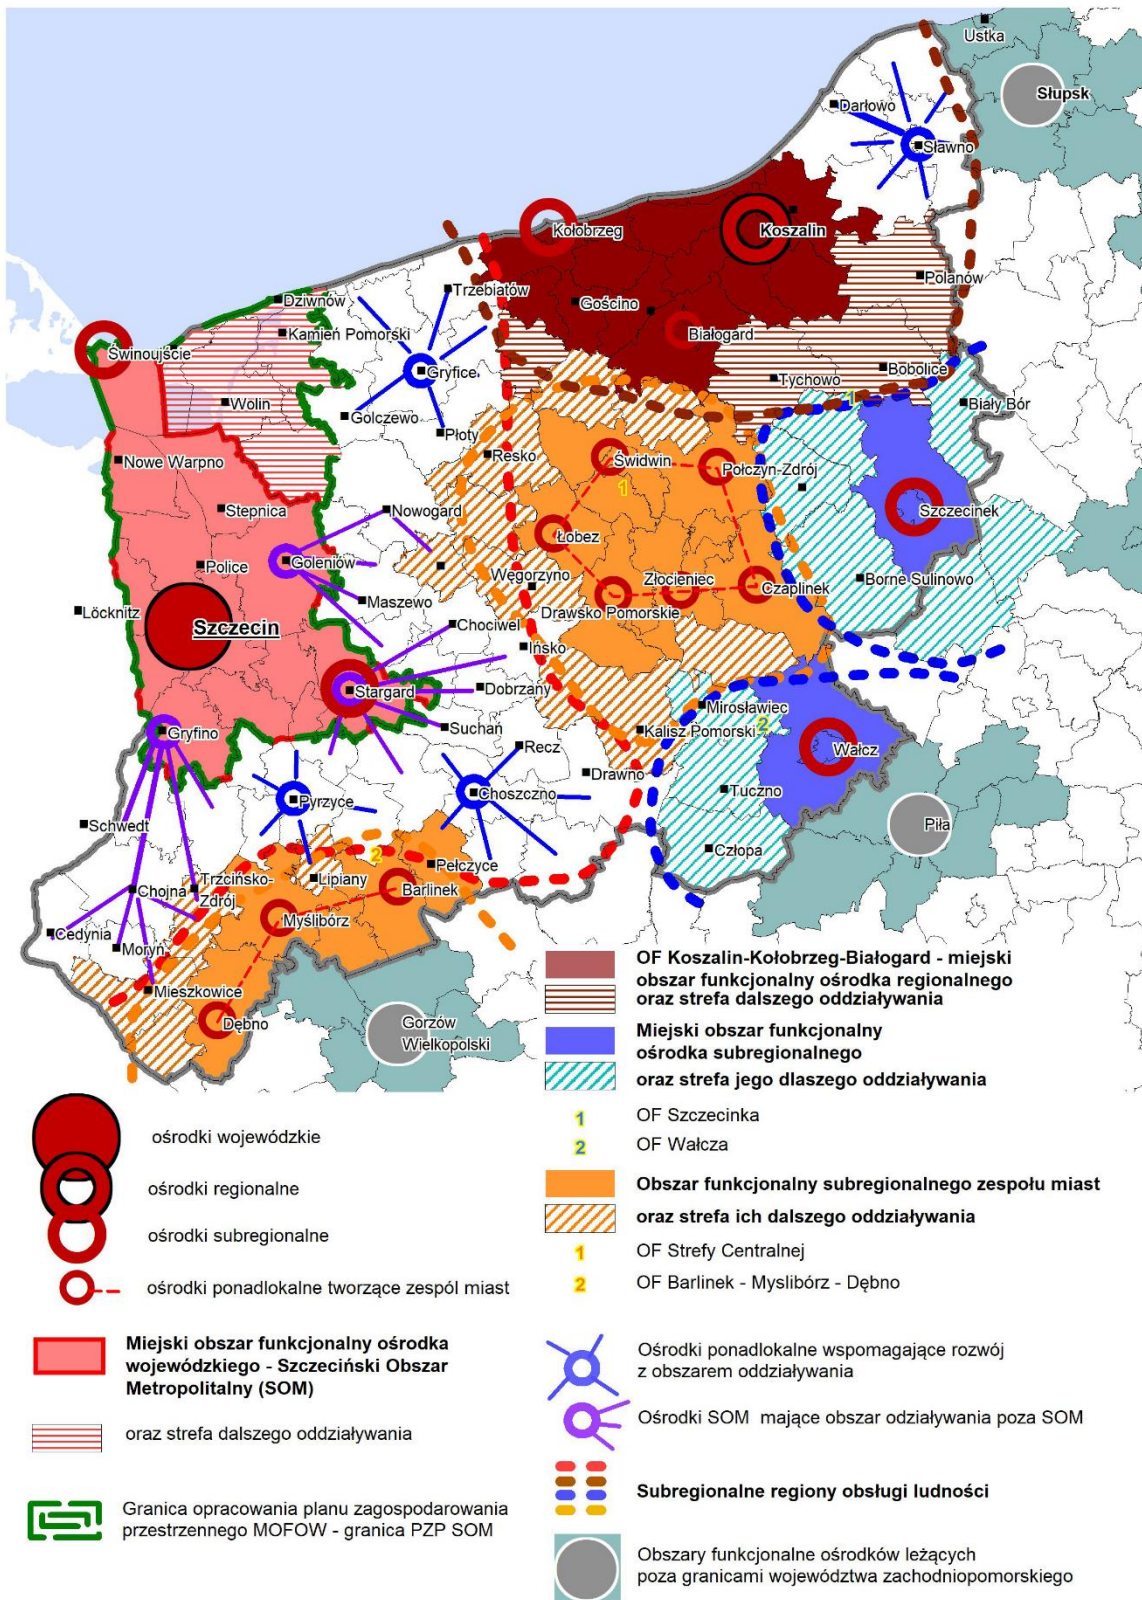 Ustka
Słupsk
Darłowo
Sławno
Kołobrzeg
Koszalin
Polanów
Trzebiatów
Gościno
Dziwnów
Kamień Pomorski
Białogard
Świnoujście
Gryfice
Bobolice
Tychowo
1
Wolin
Golczewo
Biały Bór
Płoty
Resko
Świdwin
Połczyn-Zdrój
Nowe Warpno
1
Stepnica
Nowogard
Szczecinek
Łobez
Goleniów
Police
Węgorzyno
Złocieniec
Borne Sulinowo
Czaplinek
Maszewo
Löcknitz
Drawsko Pomorskie
Szczecin
Chociwel
Ińsko
Stargard
Dobrzany
Mirosławiec
2
Suchań
Gryfino
Kalisz Pomorski
Recz
Wałcz
Drawno
Pyrzyce
Choszczno
Tuczno
Schwedt
Piła
Człopa
2
Pełczyce
Trzcińsko-
Zdrój
Lipiany
Chojna
Barlinek
Myślibórz
Cedynia
Moryń
Mieszkowice
Dębno
Gorzów
Wielkopolski
OF Koszalin-Kołobrzeg-Białogard - miejski
obszar funkcjonalny ośrodka regionalnego
oraz strefa dalszego oddziaływania
Miejski obszar funkcjonalny
ośrodka subregionalnego
oraz strefa jego dlaszego oddziaływania
1 OF Szczecinka
2 OF Wałcza
Obszar funkcjonalny subregionalnego zespołu miast
oraz strefa ich dalszego oddziaływania
1 OF Strefy Centralnej
2 OF Barlinek - Myslibórz - Dębno
ośrodki wojewódzkie
ośrodki regionalne
ośrodki subregionalne
ośrodki ponadlokalne tworzące zespól miast
Miejski obszar funkcjonalny ośrodka
wojewódzkiego - Szczeciński Obszar
Metropolitalny (SOM)
oraz strefa dalszego oddziaływania
Granica opracowania planu zagospodarowania
przestrzennego MOFOW - granica PZP SOM
Ośrodki ponadlokalne wspomagające rozwój
z obszarem oddziaływania
Ośrodki SOM mające obszar odziaływania poza SOM
Subregionalne regiony obsługi ludności
Obszary funkcjonalne ośrodków leżących
poza granicami województwa zachodniopomorskiego